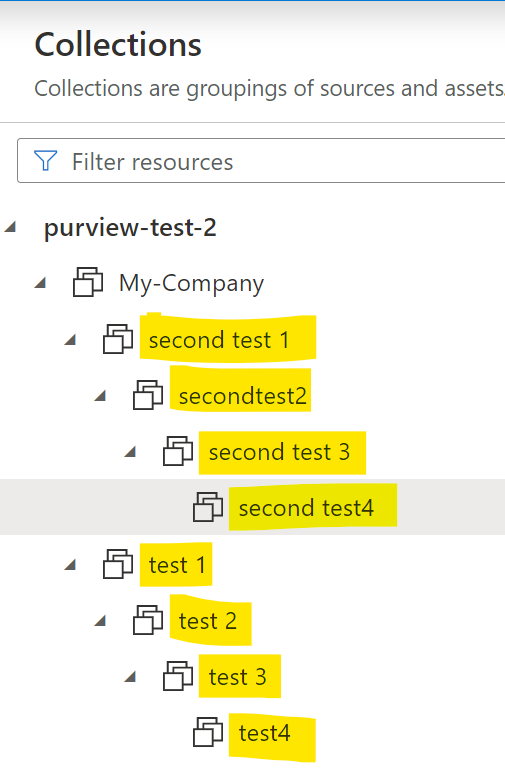 Collections
Collections are groupings of sources and assets.
Filter resources
purview-test-2
My-Company
second test 1
secondtest2
second test 3
second test4
test 1
test 2
test 3
test4